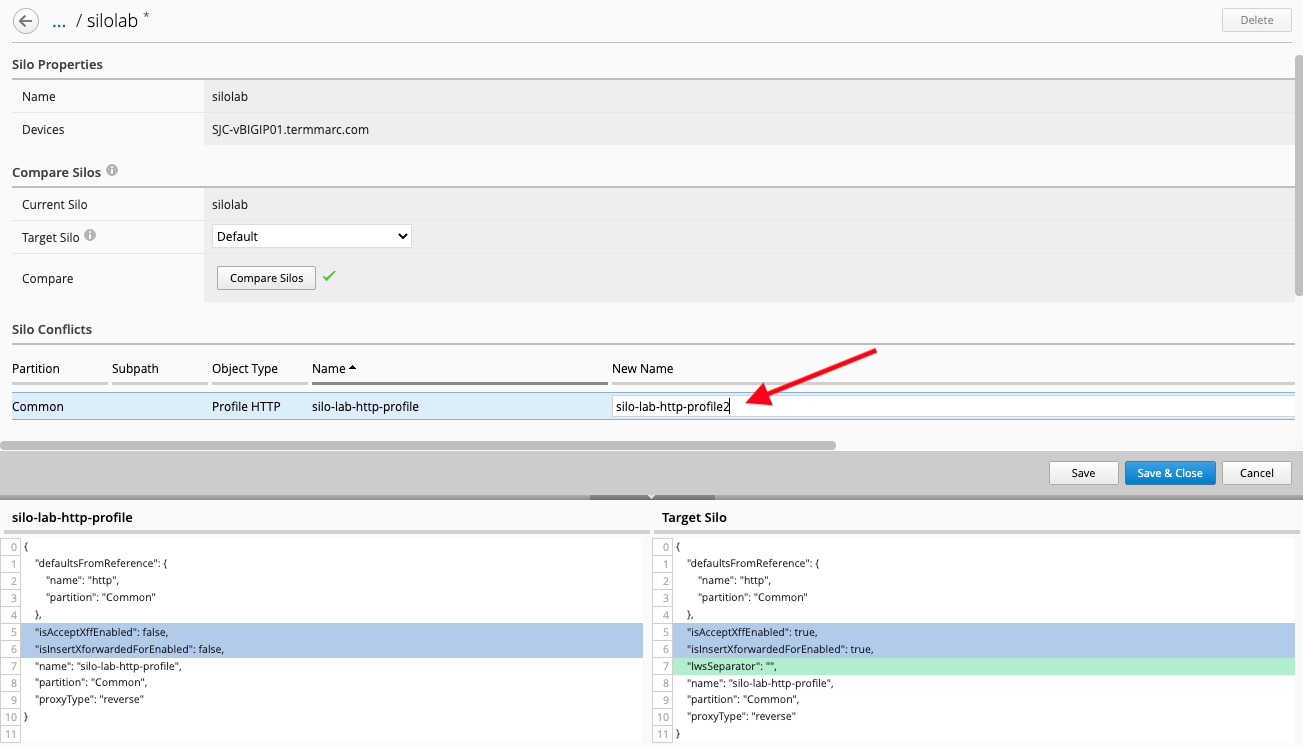 ... / silolab *
Delete
Silo Properties
Name silolab
Devices SJC-vBIGIP01.termmarc.com
Compare Silos
Current Silo silolab
Target Silo Default
Compare Compare Silos
Silo Conflicts
Partition Subpath Object Type Name New Name
Common Profile HTTP silo-lab-http-profile silo-lab-http-profile2
Save Save & Close Cancel
silo-lab-http-profile
0 {
1 "defaultsFromReference": {
2 "name": "http",
3 "partition": "Common"
4 },
5 "isAcceptXffEnabled": false,
6 "isInsertXforwardedForEnabled": false,
7 "name": "silo-lab-http-profile",
8 "partition": "Common",
9 "proxyType": "reverse"
10 }
11
Target Silo
0 {
1 "defaultsFromReference": {
2 "name": "http",
3 "partition": "Common"
4 },
5 "isAcceptXffEnabled": true,
6 "isInsertXforwardedForEnabled": true,
7 "lwsSeparator": "",
8 "name": "silo-lab-http-profile",
9 "partition": "Common",
10 "proxyType": "reverse"
11 }